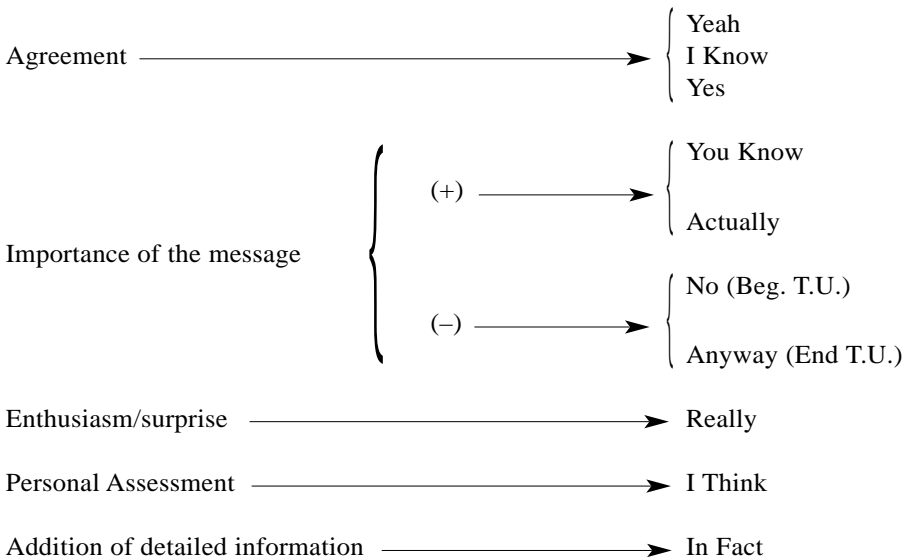 Yeah
Agreement
I Know
Yes
You Know
(+)
Actually
Importance of the message
No (Beg. T.U.)
(–)
Anyway (End T.U.)
Enthusiasm/surprise Really
Personal Assessment I Think
Addition of detailed information In Fact